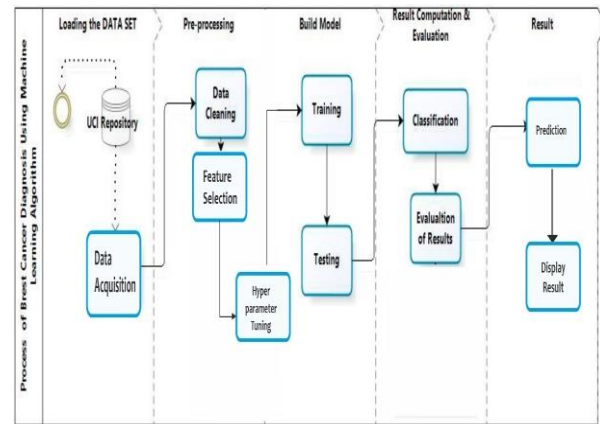 Process of Brest Cancer Diagnosis Using Machine
Learning Algorithm
Loading the DATA SET
Pre-processing
Build Model
Result Computation &
Evaluation
Result
UCI Repository
Data
Acquisition
Data
Cleaning
Feature
Selection
Hyper
parameter
Tuning
Training
Testing
Classification
Evaultion
of Results
Prediction
Display
Result